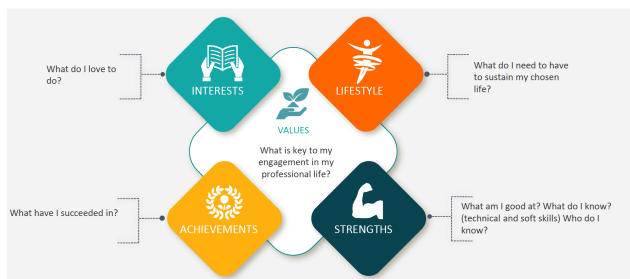 What do I love to
do?
INTERESTS
LIFESTYLE
What do I need to have
to sustain my chosen
life?
VALUES
What is key to my
engagement in my
professional life?
What have I succeeded in?
ACHIEVEMENTS
STRENGTHS
What am I good at? What do I know?
(technical and soft skills) Who do I
know?